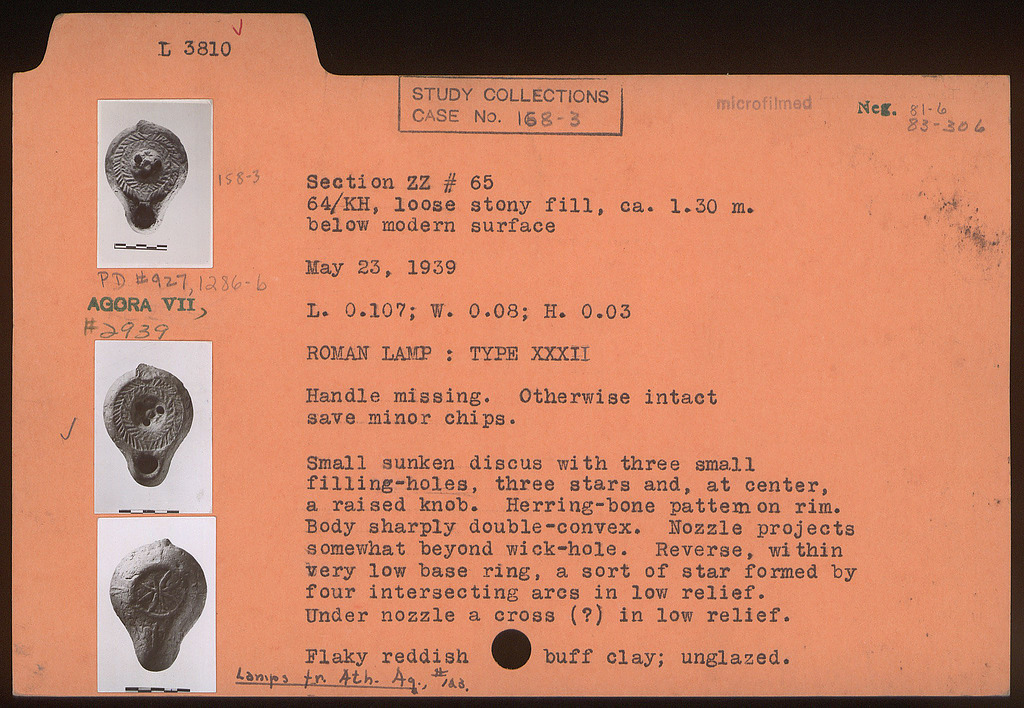 L 3810
STUDY COLLECTIONS
CASE No. 158-3
microfilmed
Neg. 81-6
83-306
158-3
Section ZZ # 65
64/KH, loose stony fill, ca. 1.30 m.
below modern surface
May 23, 1939
PD #927, 1286-6
AGORA VII,
#2939
L. 0.107; W. 0.08; H. 0.03
ROMAN LAMP : TYPE XXXII
Handle missing. Otherwise intact
save minor chips.
Small sunken discus with three small
filling-holes, three stars and, at center,
a raised knob. Herring-bone pattern on rim.
Body sharply double-convex. Nozzle projects
somewhat beyond wick-hole. Reverse, within
very low base ring, a sort of star formed by
four intersecting arcs in low relief.
Under nozzle a cross (?) in low relief.
Flaky reddish buff clay; unglazed.
Lamps fr. Ath. Ag., #